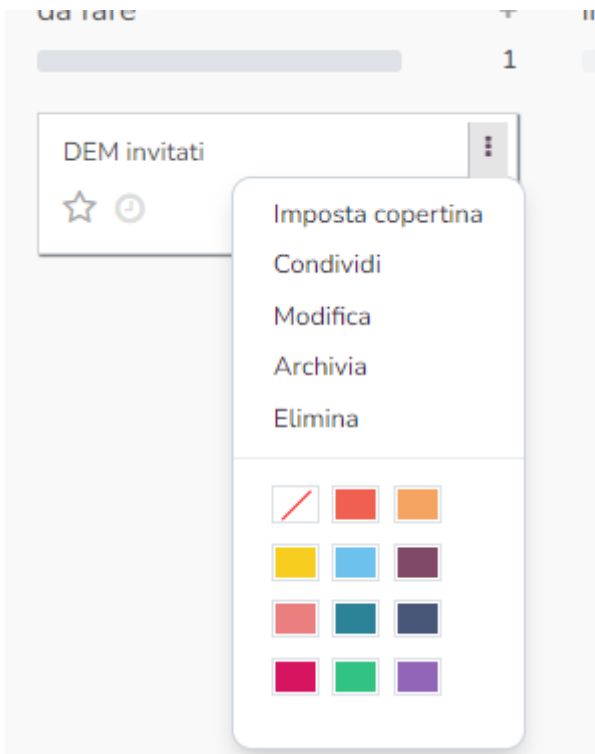 da fare
1
DEM invitati
Imposta copertina
Condividi
Modifica
Archivia
Elimina